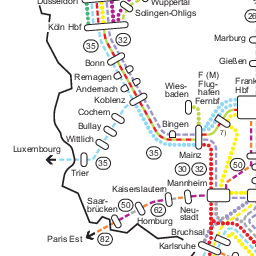 Düsseldorf
Wuppertal
Solingen-Ohligs
26
Köln Hbf
35
32
Marburg
Bonn
Gießen
Remagen
Andernach
Koblenz
F (M)
Flug-
hafen
Fernbf
Frank
Hbf
Wies-
baden
Cochem
Bullay
Bingen
7)
Wittlich
Luxembourg
35
35
Mainz
50
Trier
30
32
Kaiserslautern
Mannheim
Saar-
brücken
50
62
Neu-
stadt
Homburg
Paris Est
82
Bruchsal
Karlsruhe